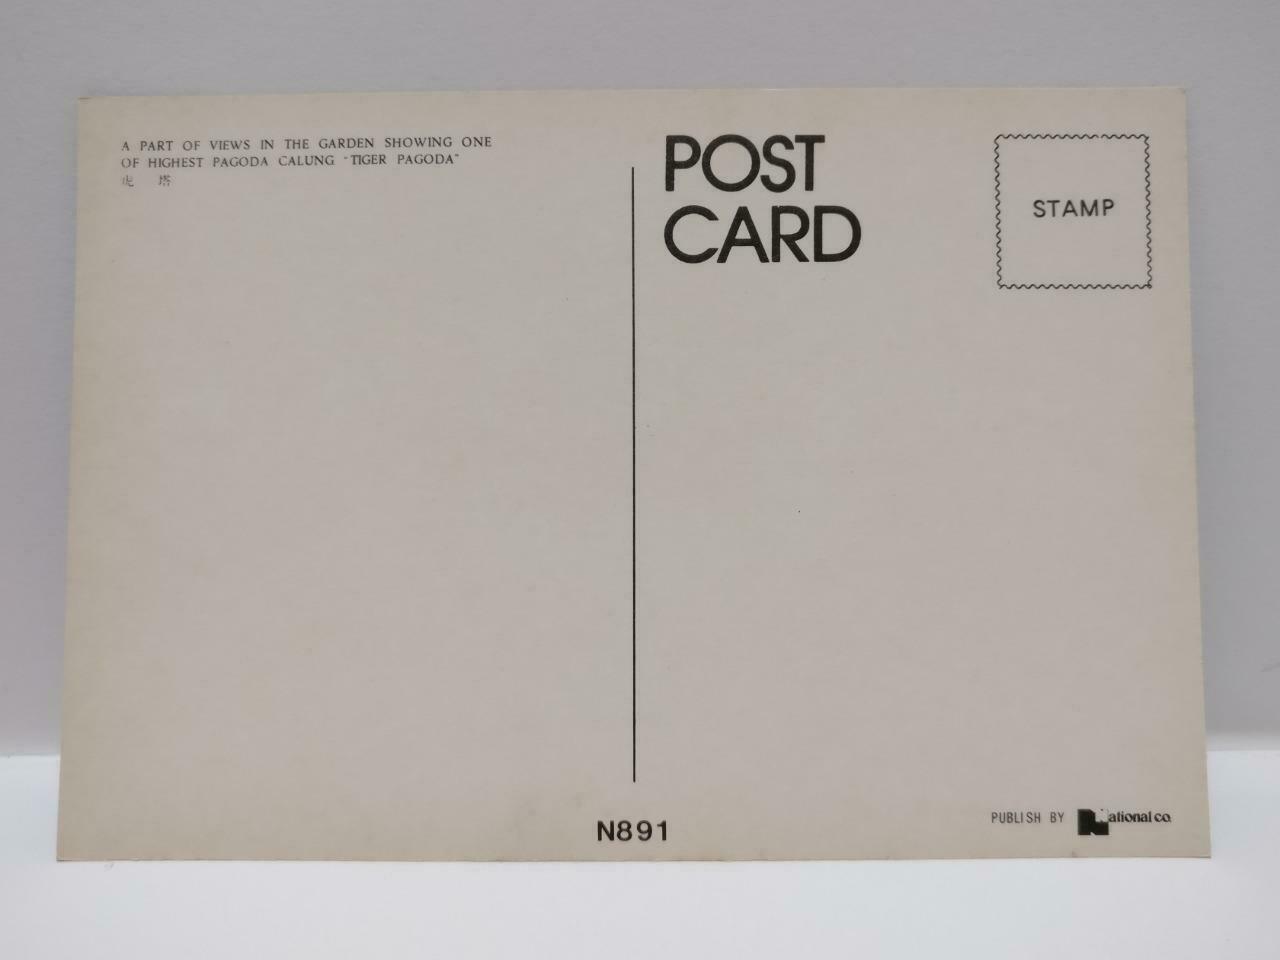 A PART OF VIEWS IN THE GARDEN SHOWING ONE
OF HIGHEST PAGODA CALUNG "TIGER PAGODA"
虎 塔
POST
CARD
STAMP
N891
PUBLISH BY National co.